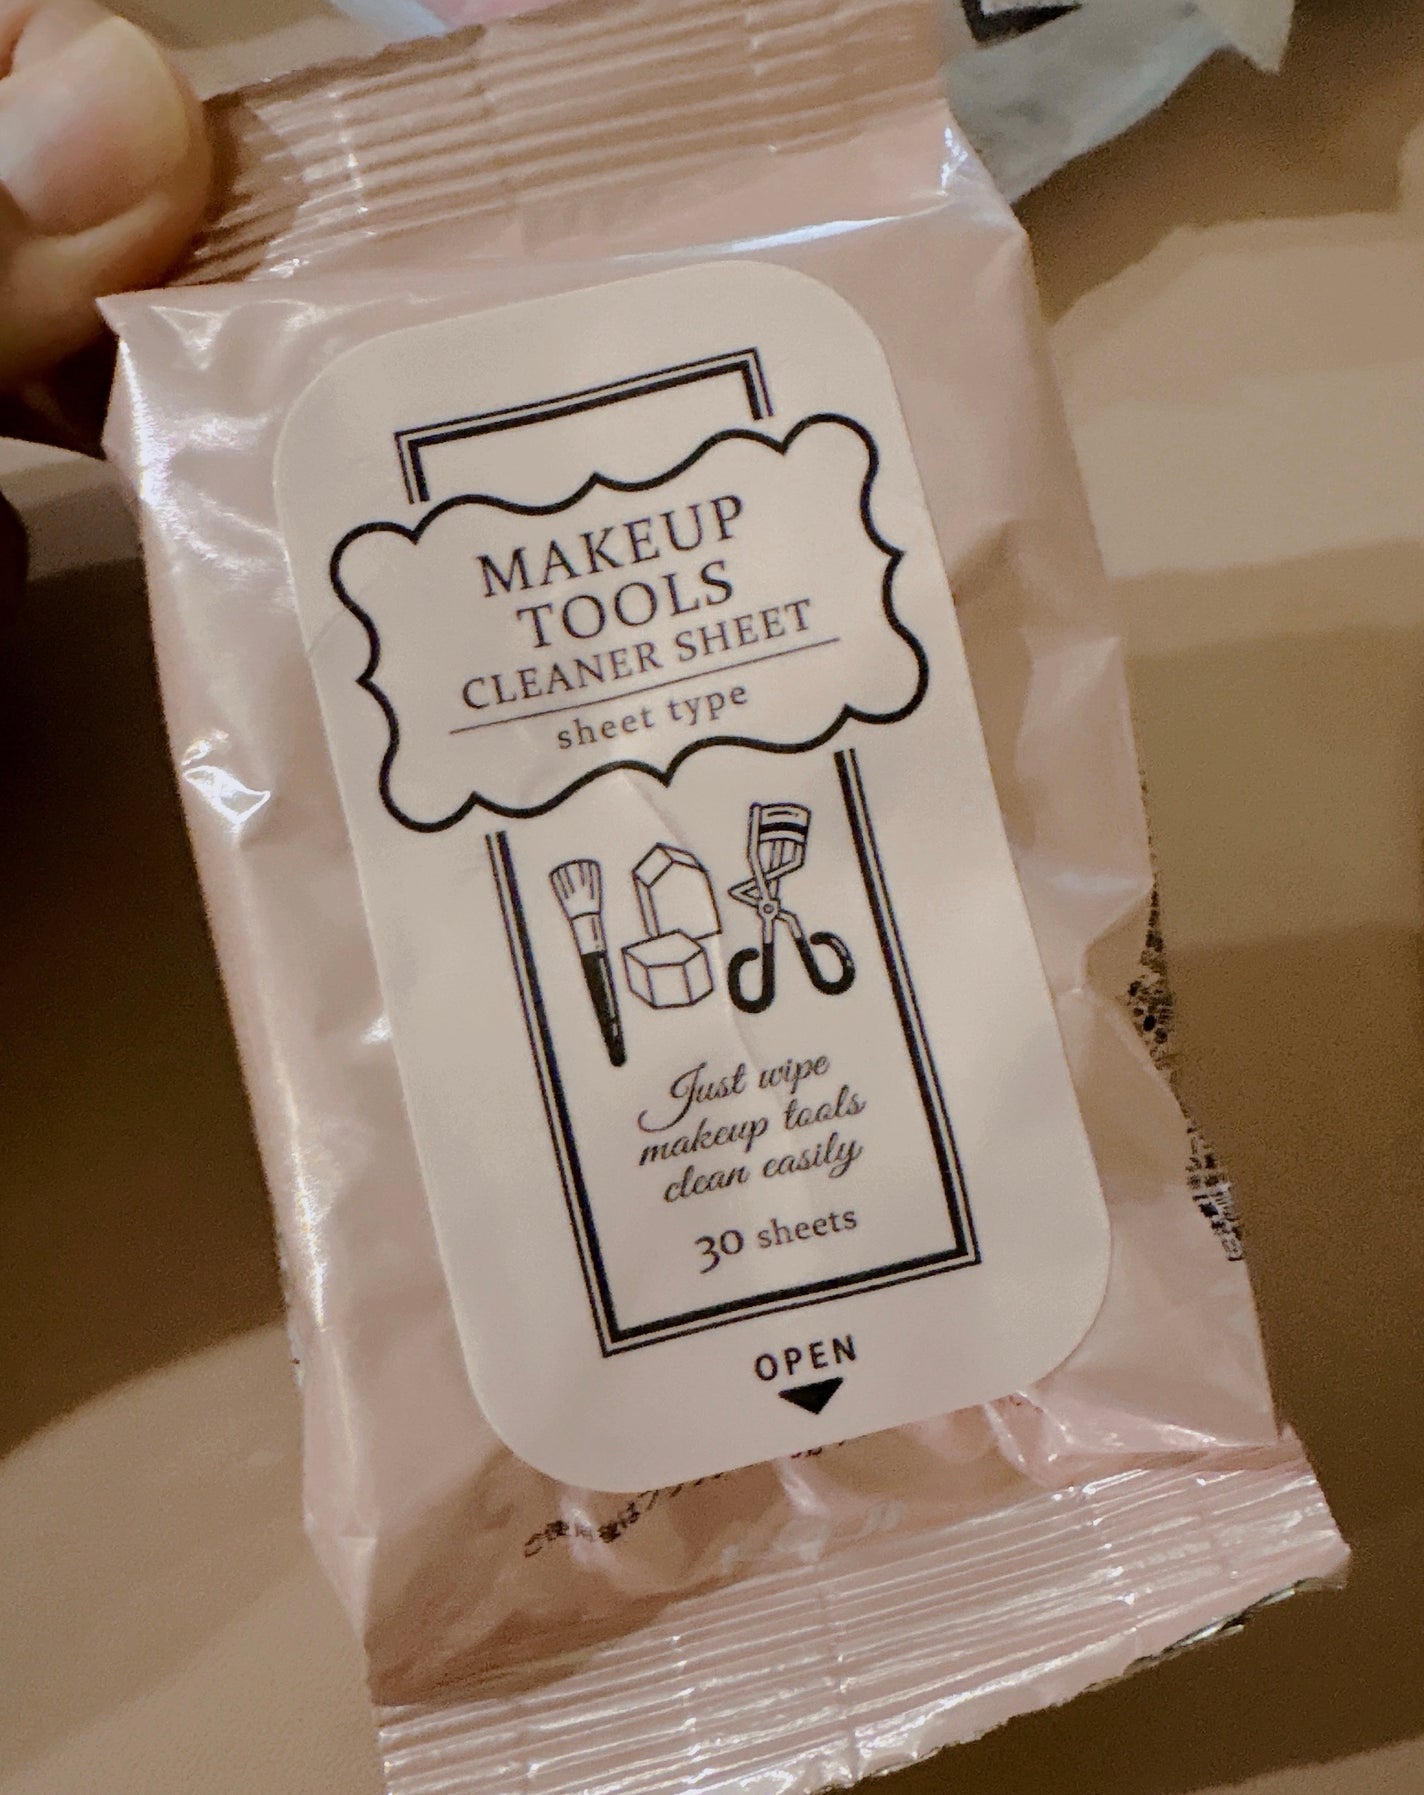 MAKEUP
TOOLS
CLEANER SHEET
sheet type
Just wipe
makeup tools
clean easily
30 sheets
OPEN